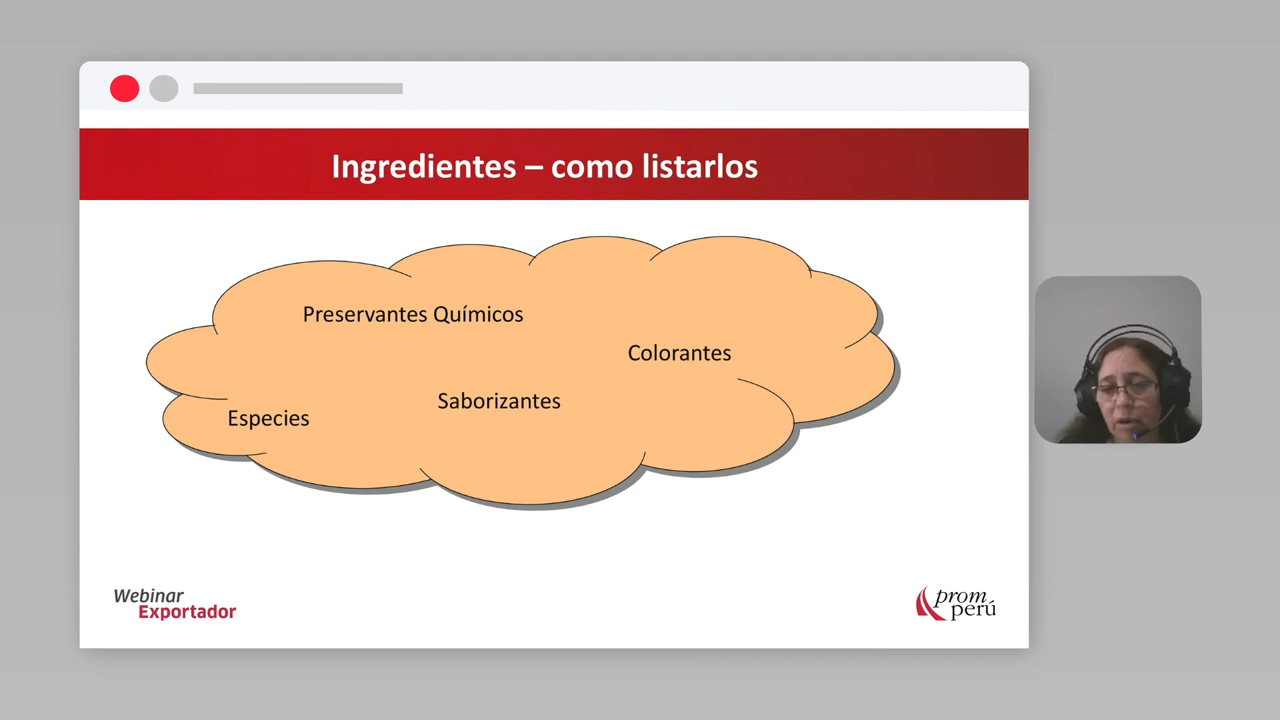 Ingredientes – como listarlos
Preservantes Químicos
Colorantes
Saborizantes
Especies
Webinar
Exportador
prom
perú